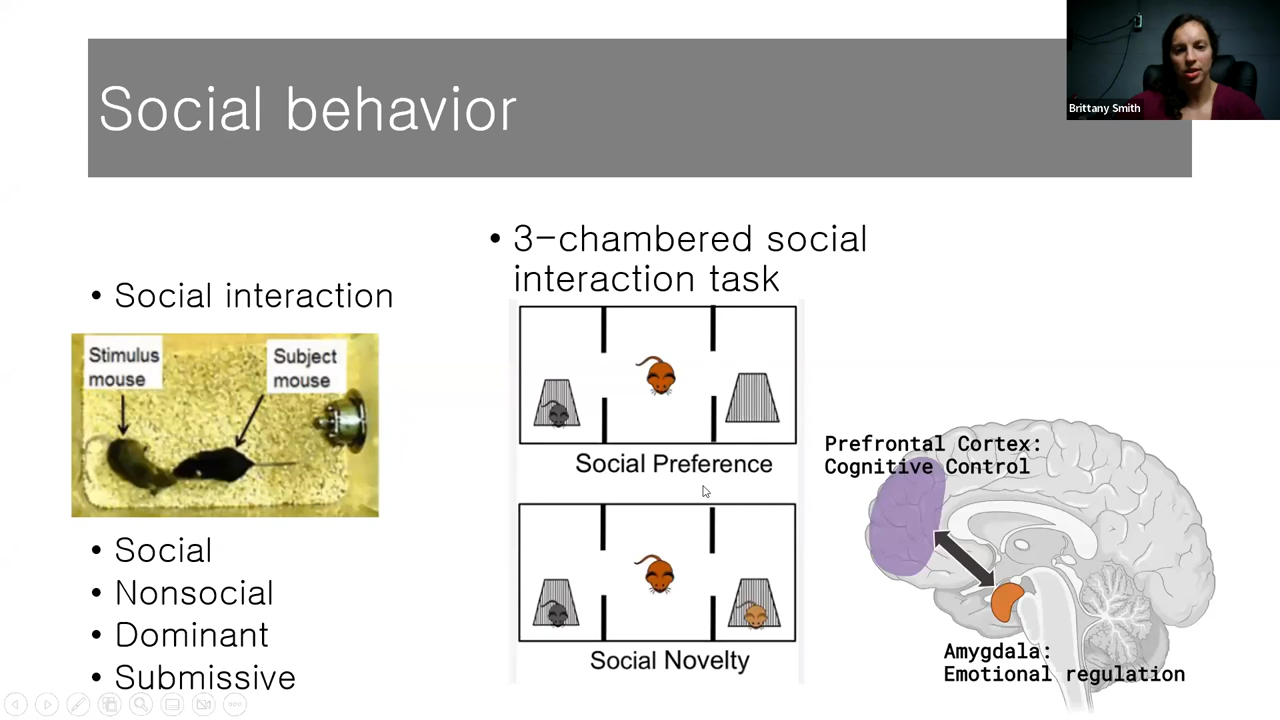 Social behavior
Brittany Smith
• Social interaction
Stimulus
mouse
Subject
mouse
• Social
• Nonsocial
• Dominant
• Submissive
• 3-chambered social
interaction task
Social Preference
Social Novelty
Prefrontal Cortex:
Cognitive Control
Amygdala:
Emotional regulation